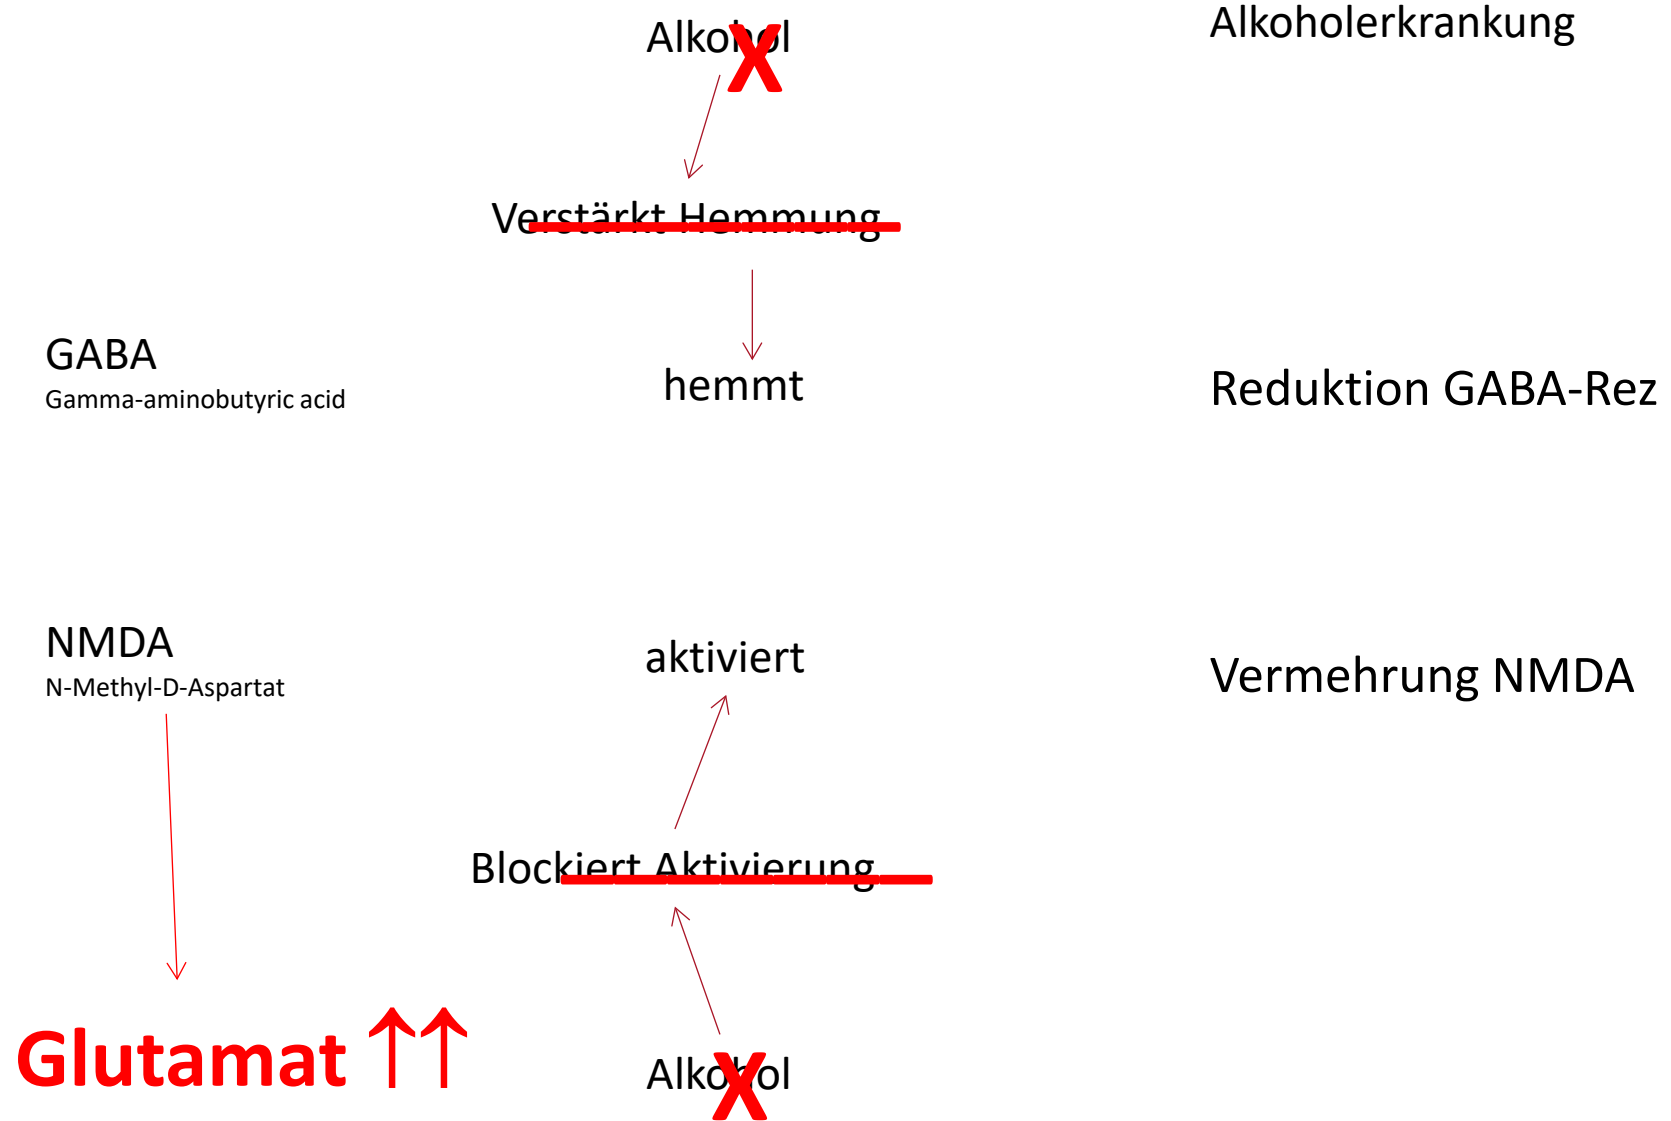 Alkohol
X
Alkoholerkrankung
Verstärkt Hemmung
GABA
Gamma-aminobutyric acid
hemmt
Reduktion GABA-Rez
NMDA
N-Methyl-D-Aspartat
aktiviert
Vermehrung NMDA
Blockiert Aktivierung
Glutamat ↑↑
Alkohol
X